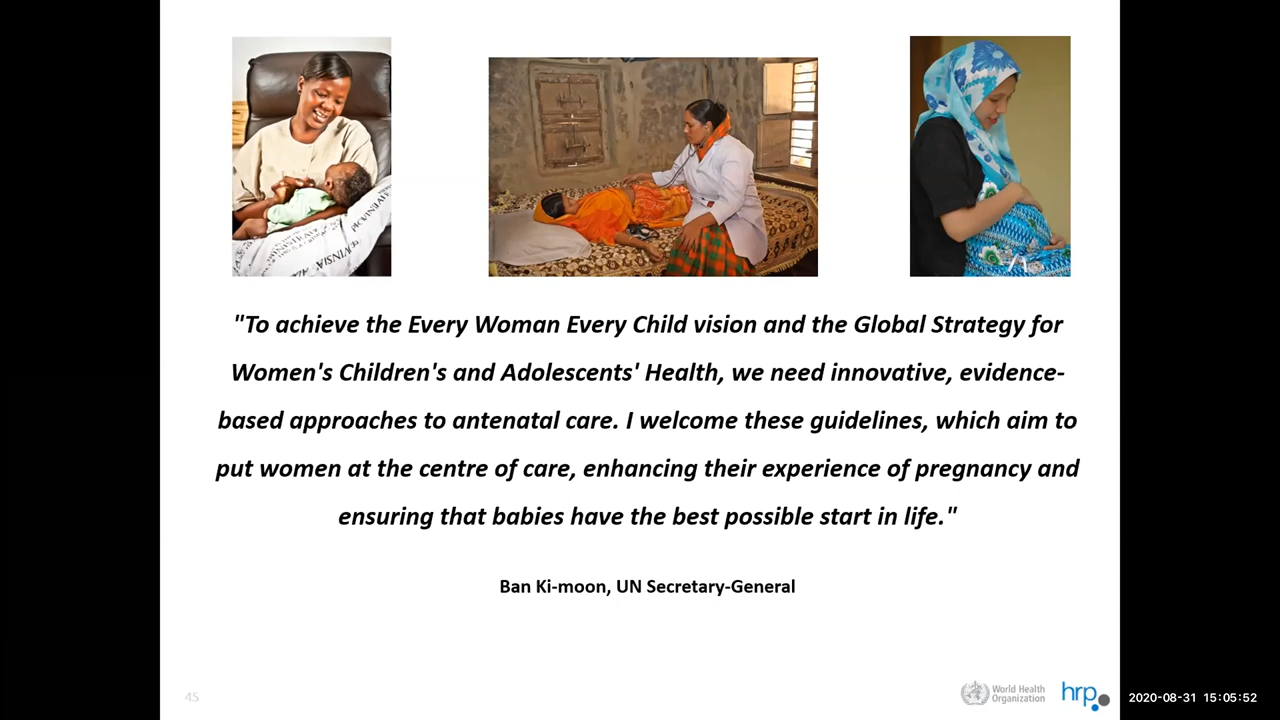 "To achieve the Every Woman Every Child vision and the Global Strategy for
Women's Children's and Adolescents' Health, we need innovative, evidence-
based approaches to antenatal care. I welcome these guidelines, which aim to
put women at the centre of care, enhancing their experience of pregnancy and
ensuring that babies have the best possible start in life."
Ban Ki-moon, UN Secretary-General
45
World Health
Organization
hrp
2020-08-31 15:05:52